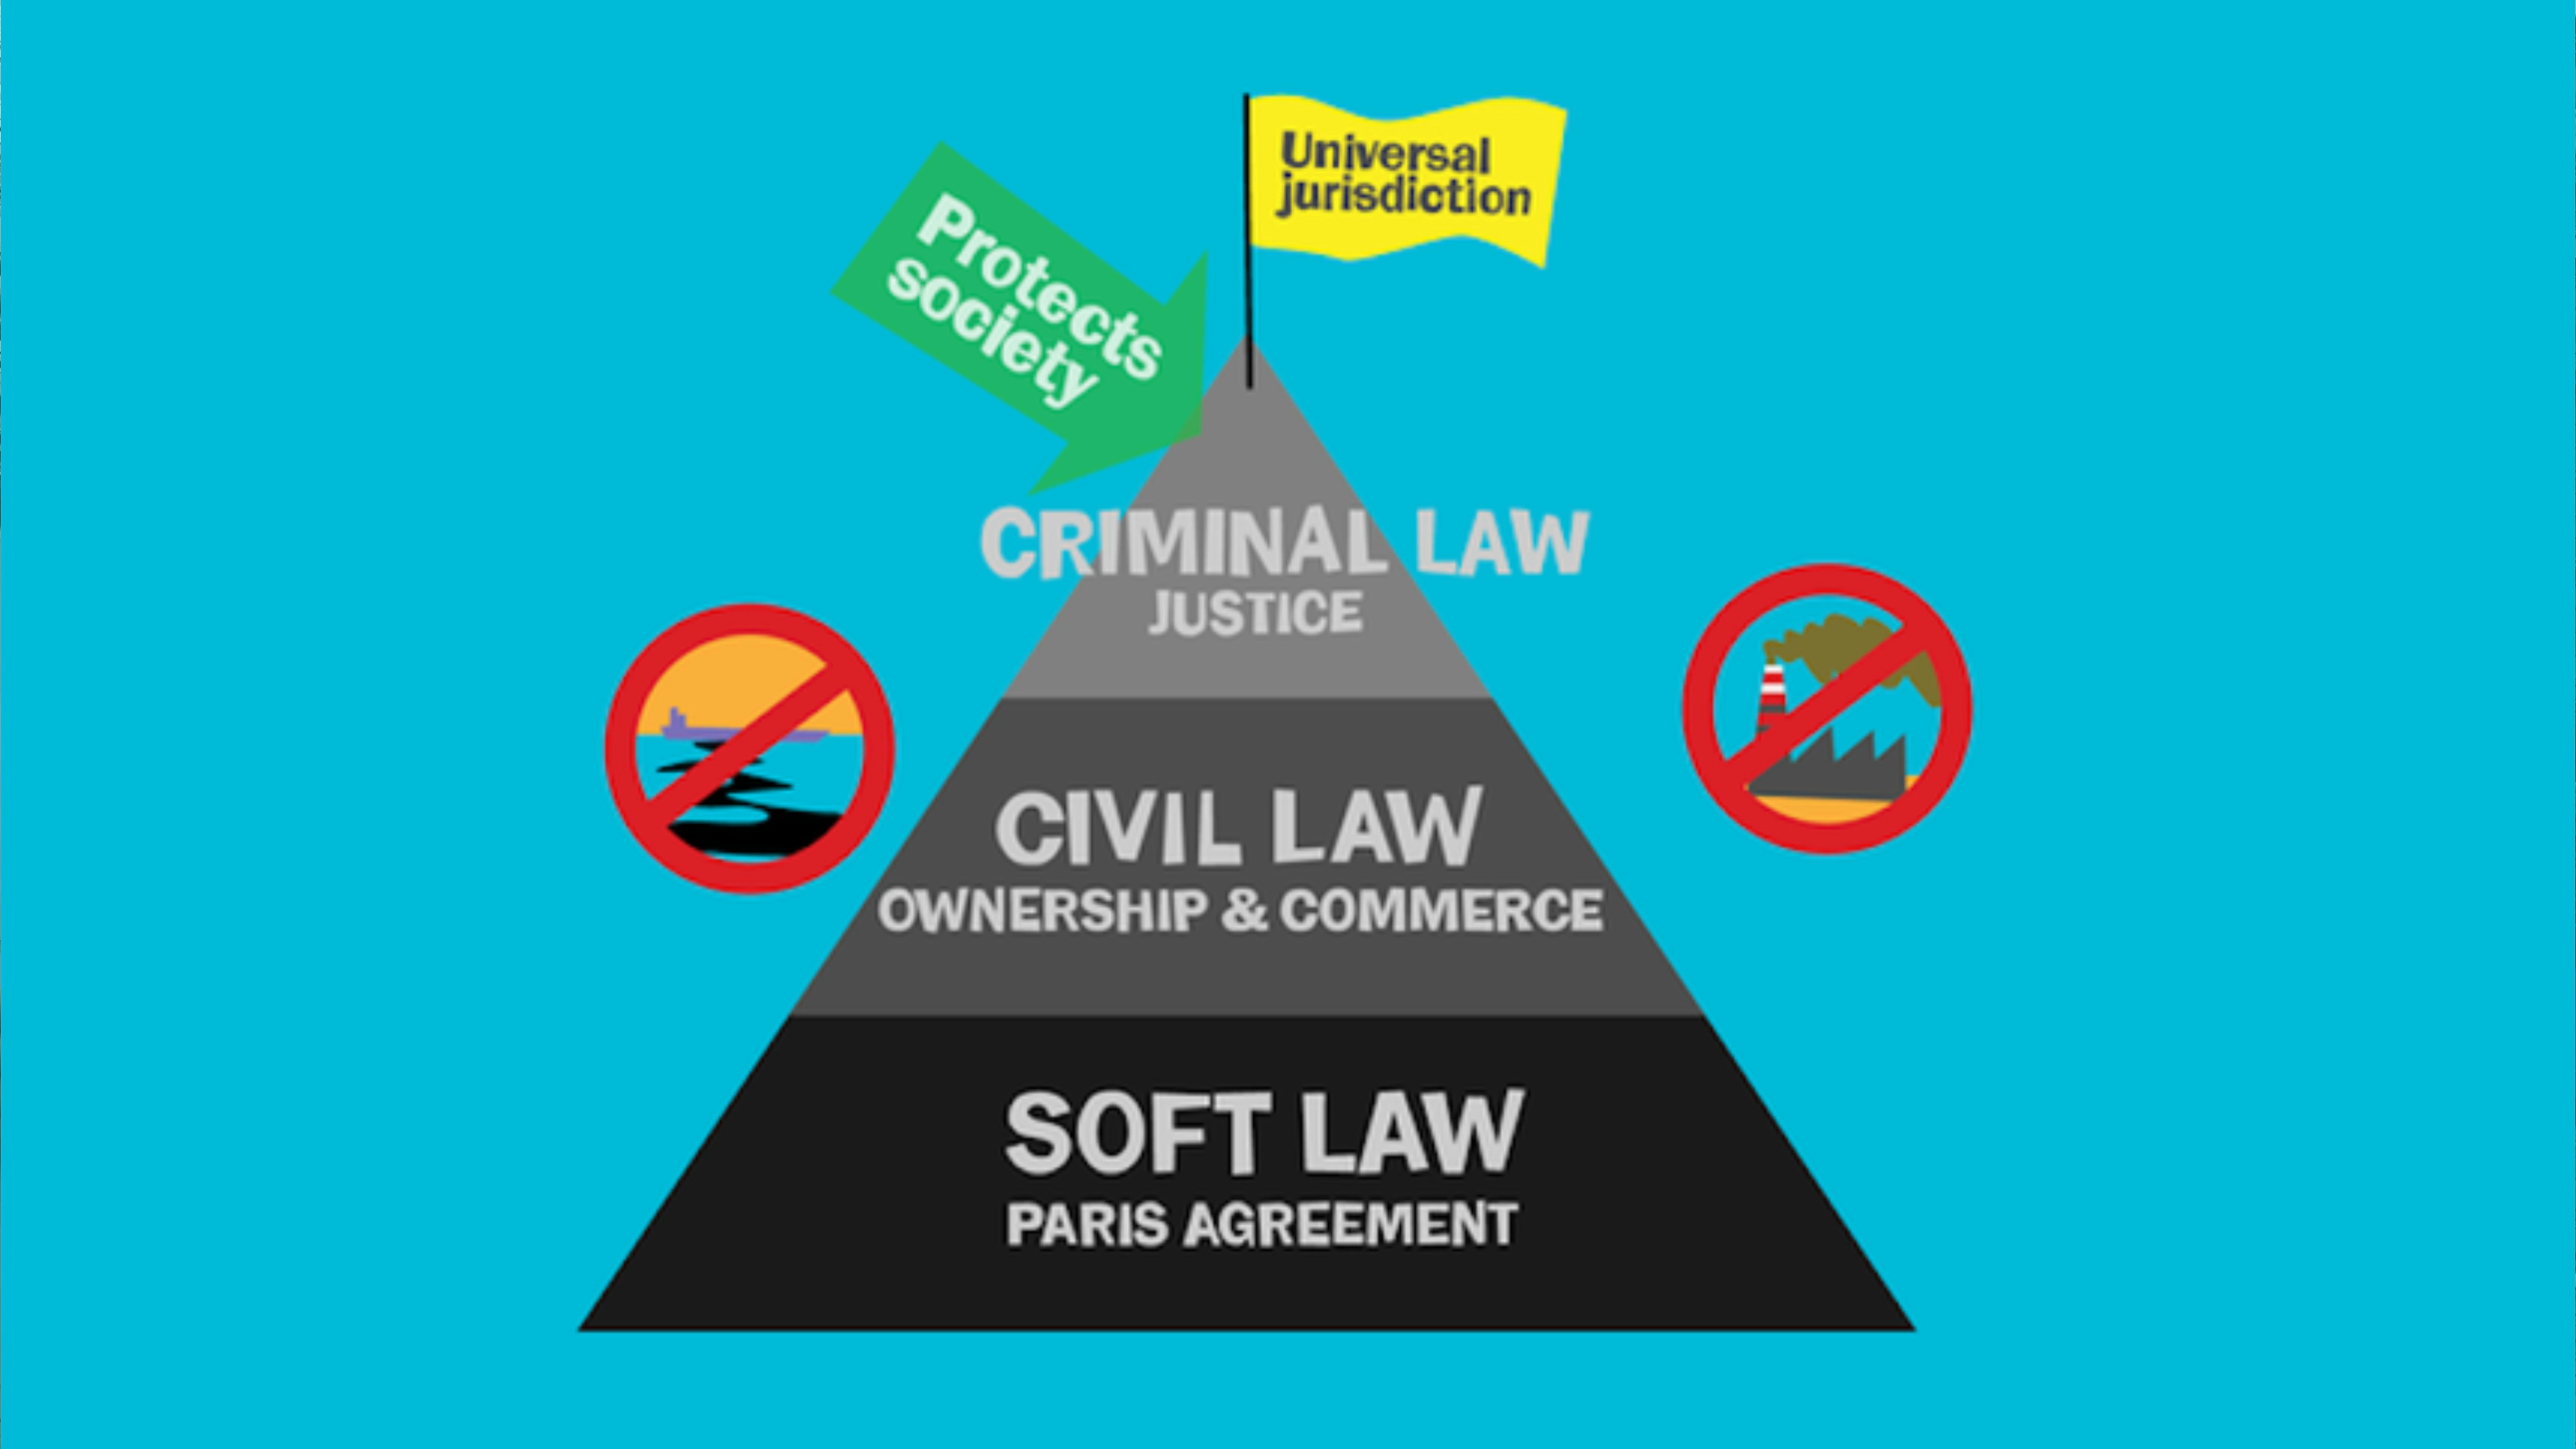 Universal
jurisdiction
Protects
society
CRIMINAL LAW
JUSTICE
CIVIL LAW
OWNERSHIP & COMMERCE
SOFT LAW
PARIS AGREEMENT